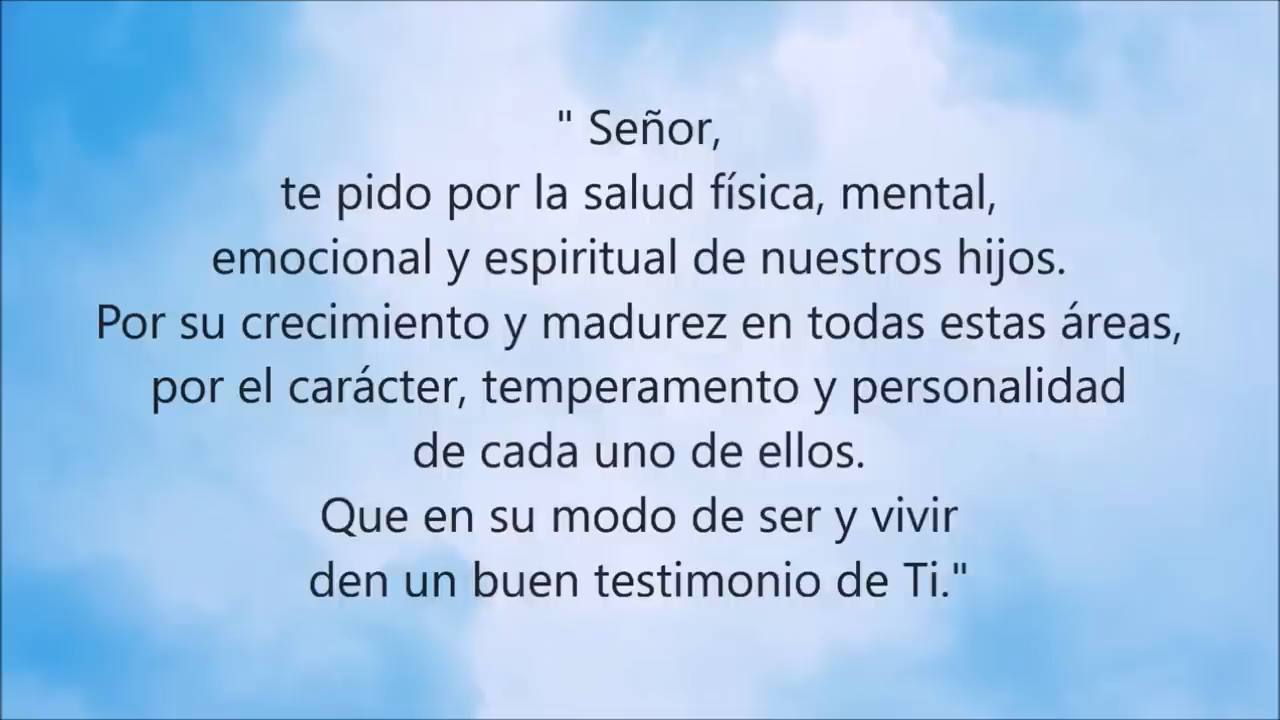 " Señor,
te pido por la salud física, mental,
emocional y espiritual de nuestros hijos.
Por su crecimiento y madurez en todas estas áreas,
por el carácter, temperamento y personalidad
de cada uno de ellos.
Que en su modo de ser y vivir
den un buen testimonio de Ti."